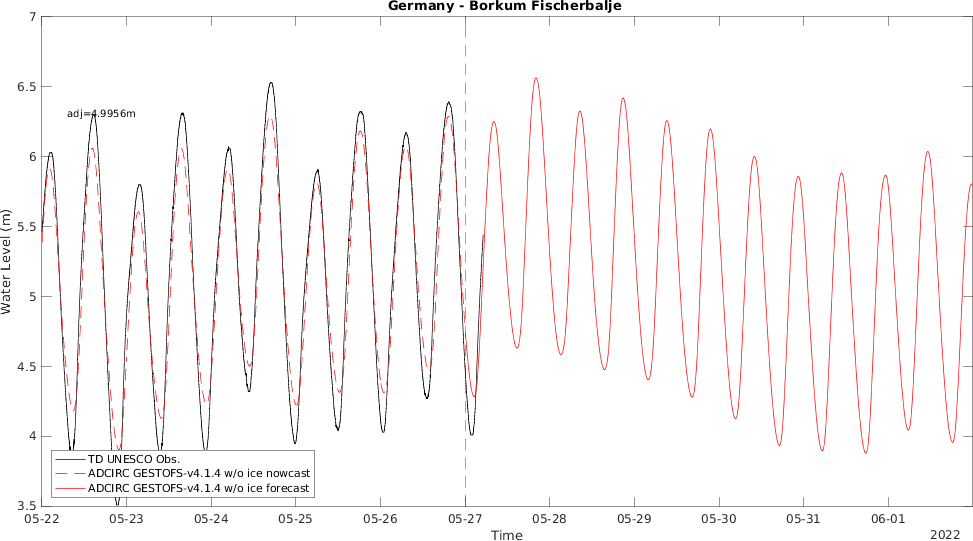 Germany - Borkum Fischerbalje
7
6.5
6
5.5
5
4.5
4
3.5
Water Level (m)
adj=4.9956m
TD UNESCO Obs.
ADCIRC GESTOFS-v4.1.4 w/o ice nowcast
ADCIRC GESTOFS-v4.1.4 w/o ice forecast
05-22 05-23 05-24 05-25 05-26 05-27 05-28 05-29 05-30 05-31 06-01
Time
2022